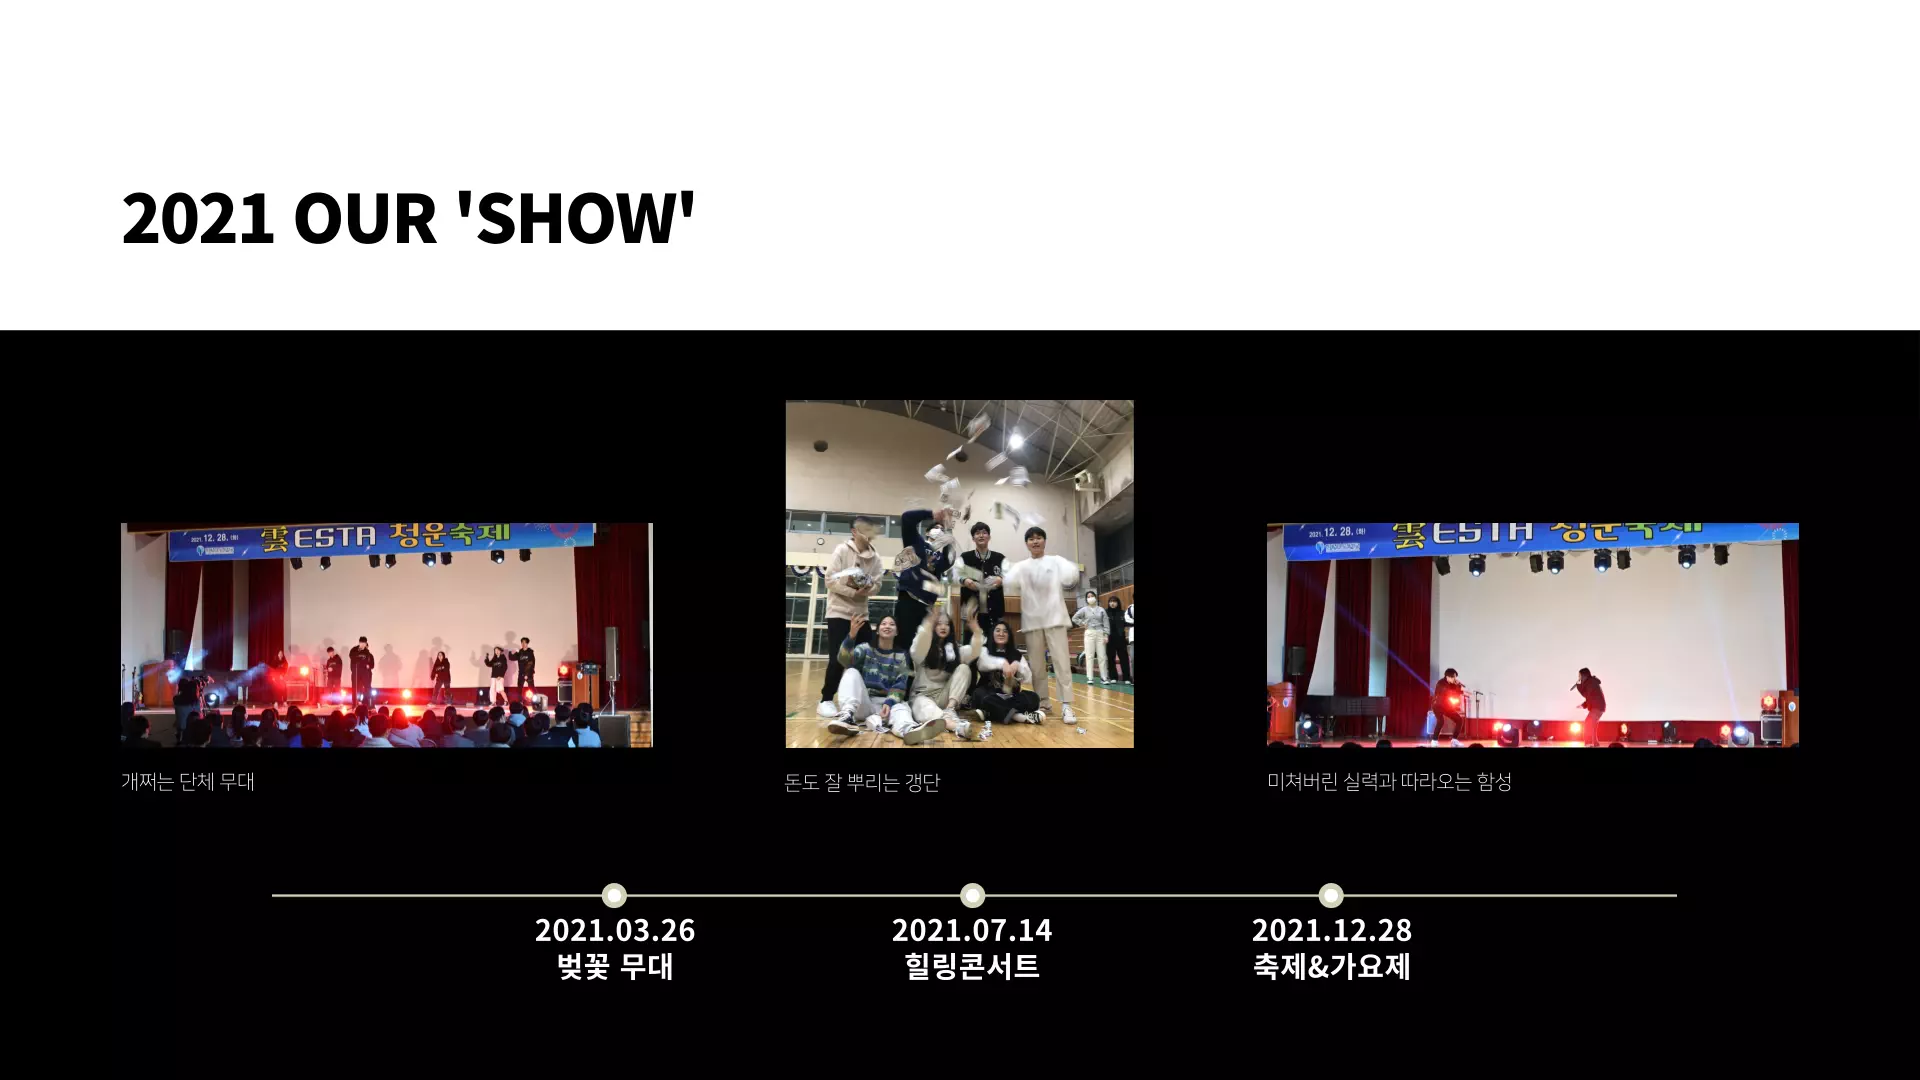 2021 OUR 'SHOW'
2021.12. 28. (화)
雲ESTA 청운축제
2021.12. 28. (화)
雲ESTA 청운축제
개쩌는 단체 무대
돈도 잘 뿌리는 갱단
미쳐버린 실력과 따라오는 함성
2021.03.26
벚꽃 무대
2021.07.14
힐링콘서트
2021.12.28
축제&가요제